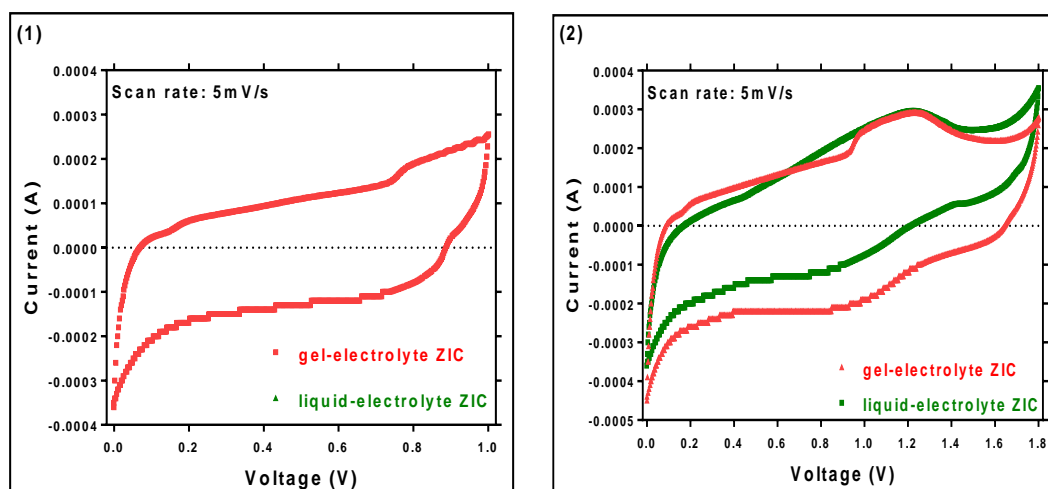 (1)
Scan rate: 5mV/s
Current (A)
0.0004
0.0003
0.0002
0.0001
0.0000
-0.0001
-0.0002
-0.0003
-0.0004
gel-electrolyte ZIC
liquid-electrolyte ZIC
0.0 0.2 0.4 0.6 0.8 1.0
Voltage (V)
(2)
Scan rate: 5mV/s
Current (A)
0.0004
0.0003
0.0002
0.0001
0.0000
-0.0001
-0.0002
-0.0003
-0.0004
-0.0005
gel-electrolyte ZIC
liquid-electrolyte ZIC
0.0 0.2 0.4 0.6 0.8 1.0 1.2 1.4 1.6 1.8
Voltage (V)